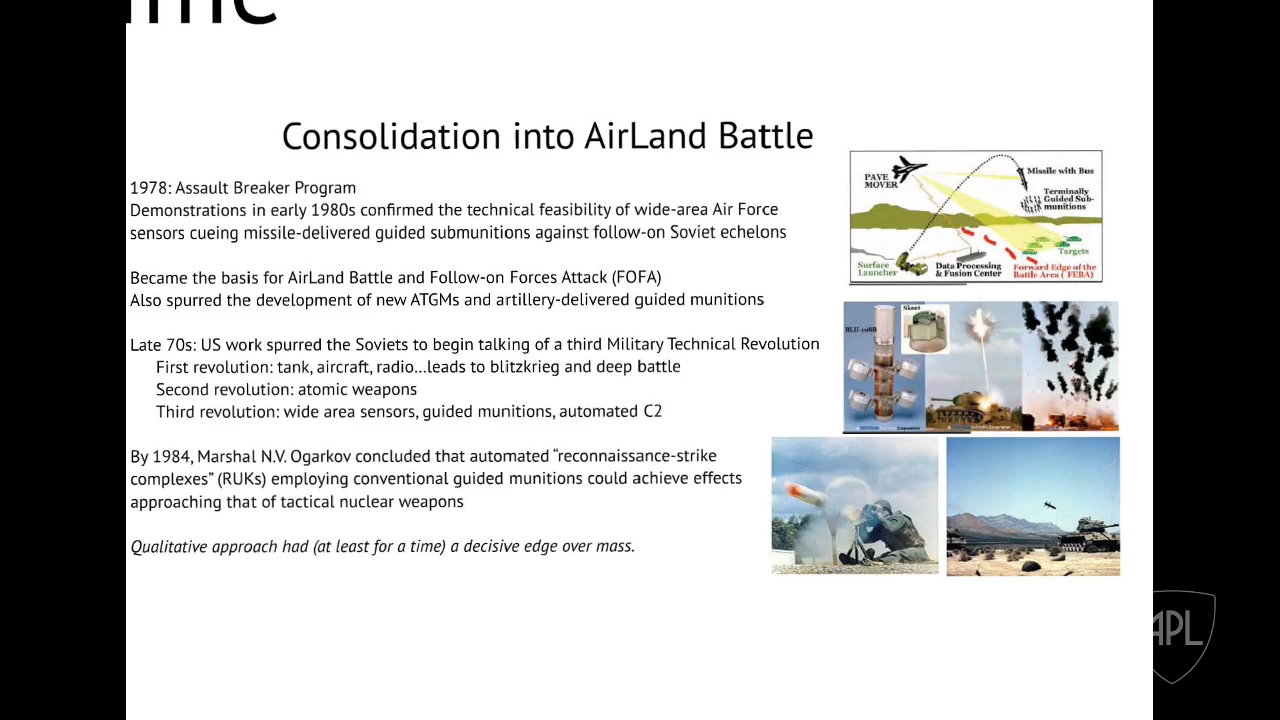 Consolidation into AirLand Battle
1978: Assault Breaker Program
Demonstrations in early 1980s confirmed the technical feasibility of wide-area Air Force
sensors cueing missile-delivered guided submunitions against follow-on Soviet echelons
Became the basis for AirLand Battle and Follow-on Forces Attack (FOFA)
Also spurred the development of new ATGMs and artillery-delivered guided munitions
Late 70s: US work spurred the Soviets to begin talking of a third Military Technical Revolution
First revolution: tank, aircraft, radio...leads to blitzkrieg and deep battle
Second revolution: atomic weapons
Third revolution: wide area sensors, guided munitions, automated C2
By 1984, Marshal N.V. Ogarkov concluded that automated “reconnaissance-strike
complexes” (RUKs) employing conventional guided munitions could achieve effects
approaching that of tactical nuclear weapons
Qualitative approach had (at least for a time) a decisive edge over mass.
PAVE
MOVER
Missile with Bus
Terminally
Guided Sub-
munitions
Targets
Surface
Launcher
Data Processing
& Fusion Center
Forward Edge of the
Battle Area ( FEBA)
BLU-108B
Skeet
APL